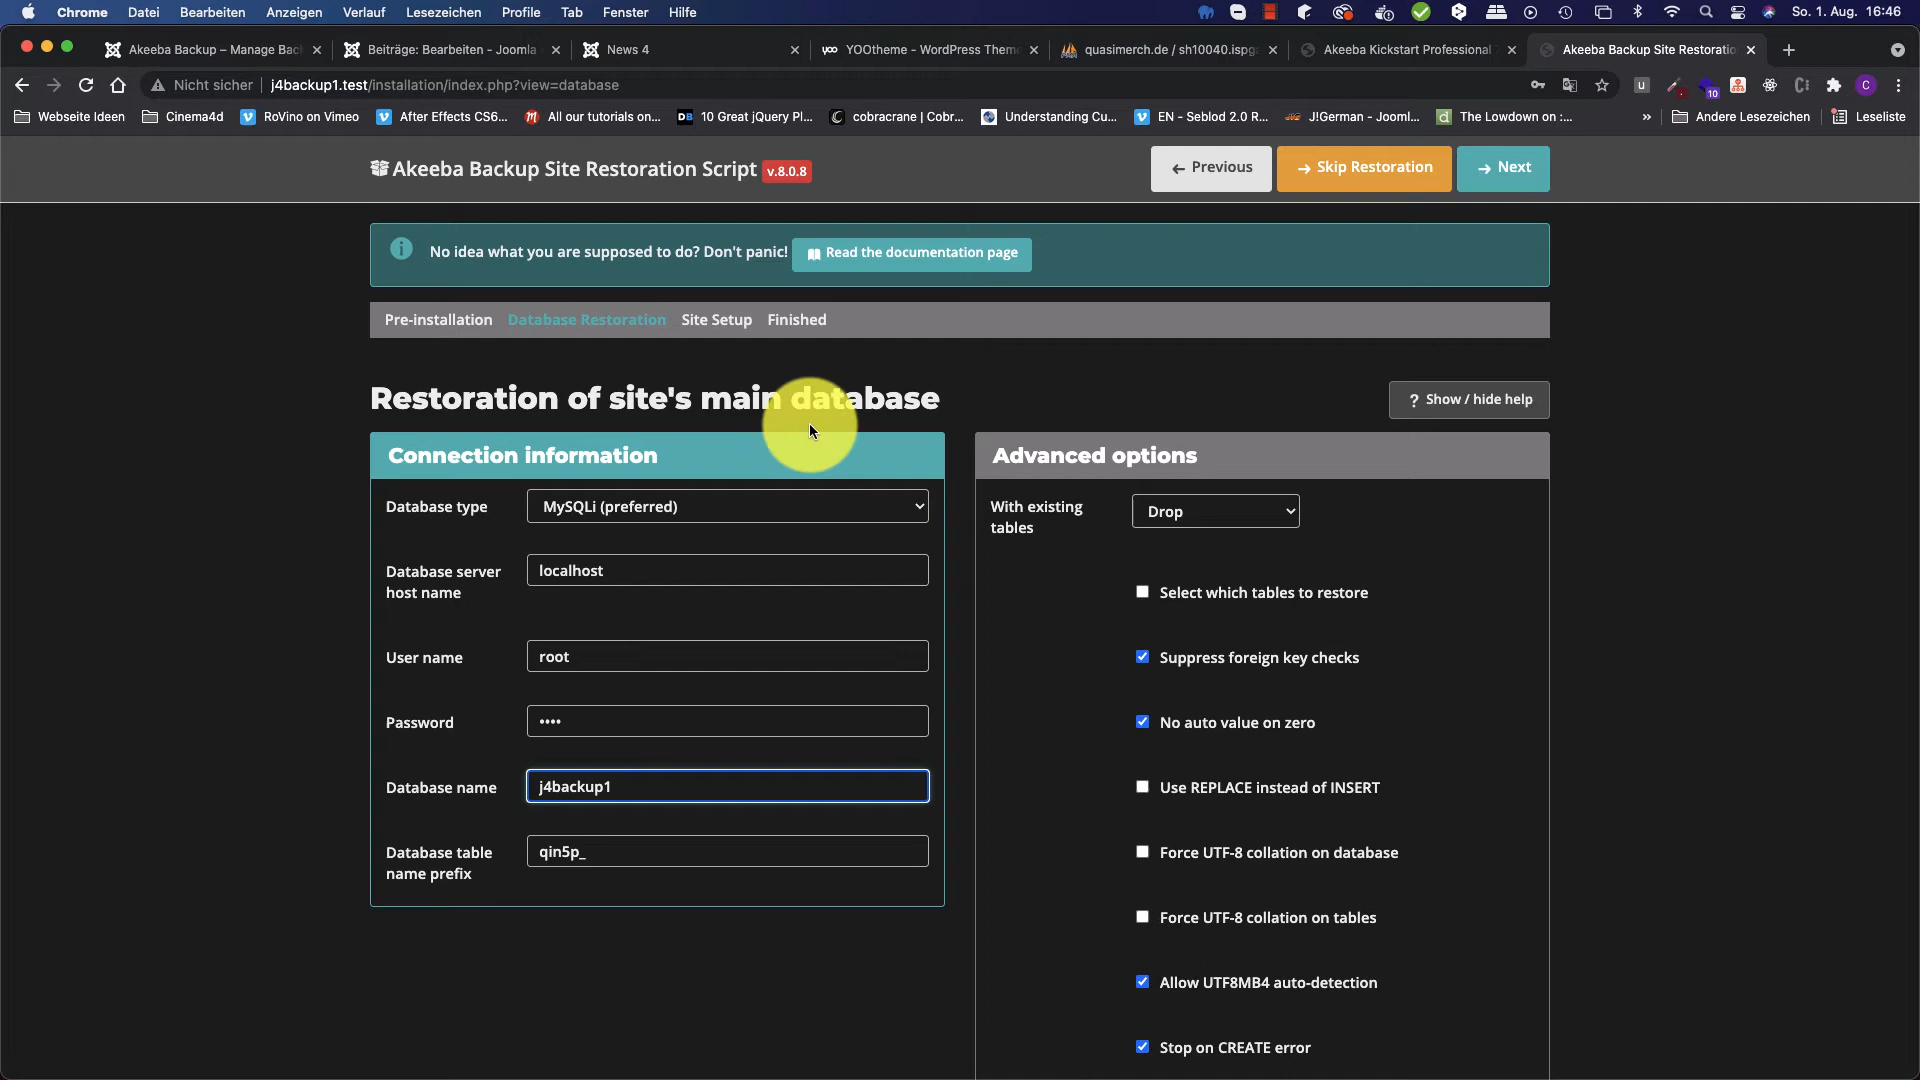 Chrome Datei Bearbeiten Anzeigen Verlauf Lesezeichen Profile Tab Fenster Hilfe So. 1. Aug. 16:46
Akeeba Backup – Manage Bac Beiträge: Bearbeiten - Joomla News 4 YOOtheme - WordPress Them quasimerch.de / sh10040.ispg Akeeba Kickstart Professional Akeeba Backup Site Restoratio
Nicht sicher j4backup1.test/installation/index.php?view=database
Webseite Ideen Cinema4d RoVino on Vimeo After Effects CS6... All our tutorials on... 10 Great jQuery Pl... cobracrane | Cobr... Understanding Cu... EN - Seblod 2.0 R... J!German - Jooml... The Lowdown on :... » Andere Lesezeichen Leseliste
Akeeba Backup Site Restoration Script v.8.0.8
Previous Skip Restoration Next
No idea what you are supposed to do? Don't panic! Read the documentation page
Pre-installation Database Restoration Site Setup Finished
Restoration of site's main database
? Show / hide help
Connection information
Database type MySQLi (preferred)
Database server
host name
localhost
User name root
Password ••••
Database name j4backup1
Database table
name prefix
qin5p_
Advanced options
With existing
tables
Drop
Select which tables to restore
Suppress foreign key checks
No auto value on zero
Use REPLACE instead of INSERT
Force UTF-8 collation on database
Force UTF-8 collation on tables
Allow UTF8MB4 auto-detection
Stop on CREATE error